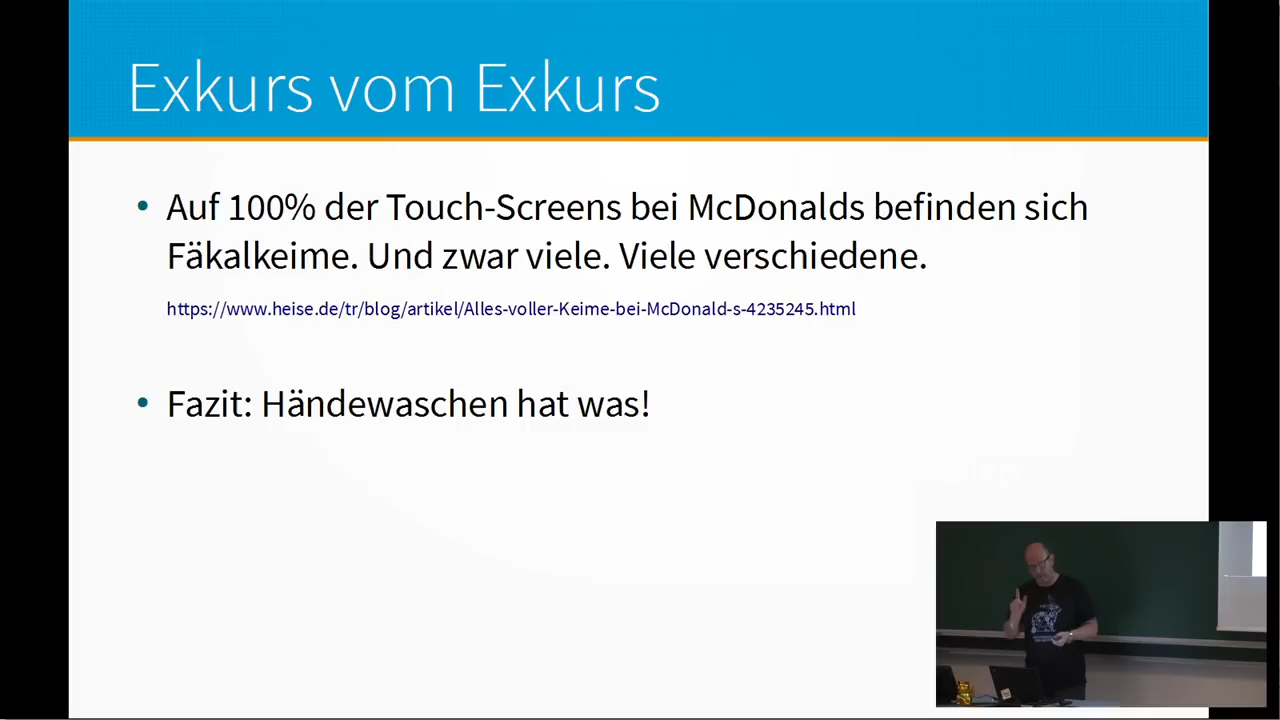 Exkurs vom Exkurs
• Auf 100% der Touch-Screens bei McDonalds befinden sich
Fäkalkeime. Und zwar viele. Viele verschiedene.
https://www.heise.de/tr/blog/artikel/Alles-voller-Keime-bei-McDonald-s-4235245.html
• Fazit: Händewaschen hat was!